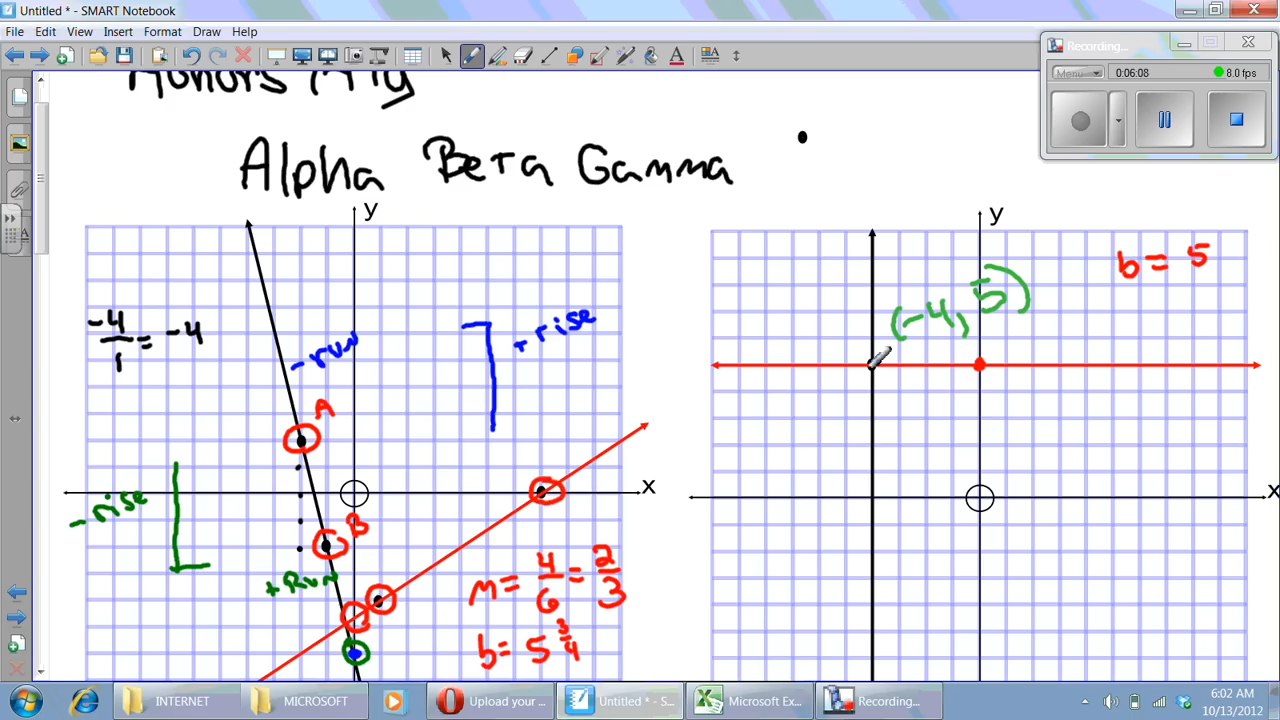 Untitled * - SMART Notebook
File Edit View Insert Format Draw Help
Recording...
Menu
0:06:08
8.0 fps
Honors
Alpha Beta Gamma
y
y
b = 5
(-4, 5)
-4/1 = -4
- run
+ rise
A
x
x
- rise
B
+ Run
m = 4/6 = 2/3
b = 5 3/4
INTERNET
MICROSOFT
Upload your ...
Untitled * - S...
Microsoft Ex...
Recording...
6:02 AM
10/13/2012